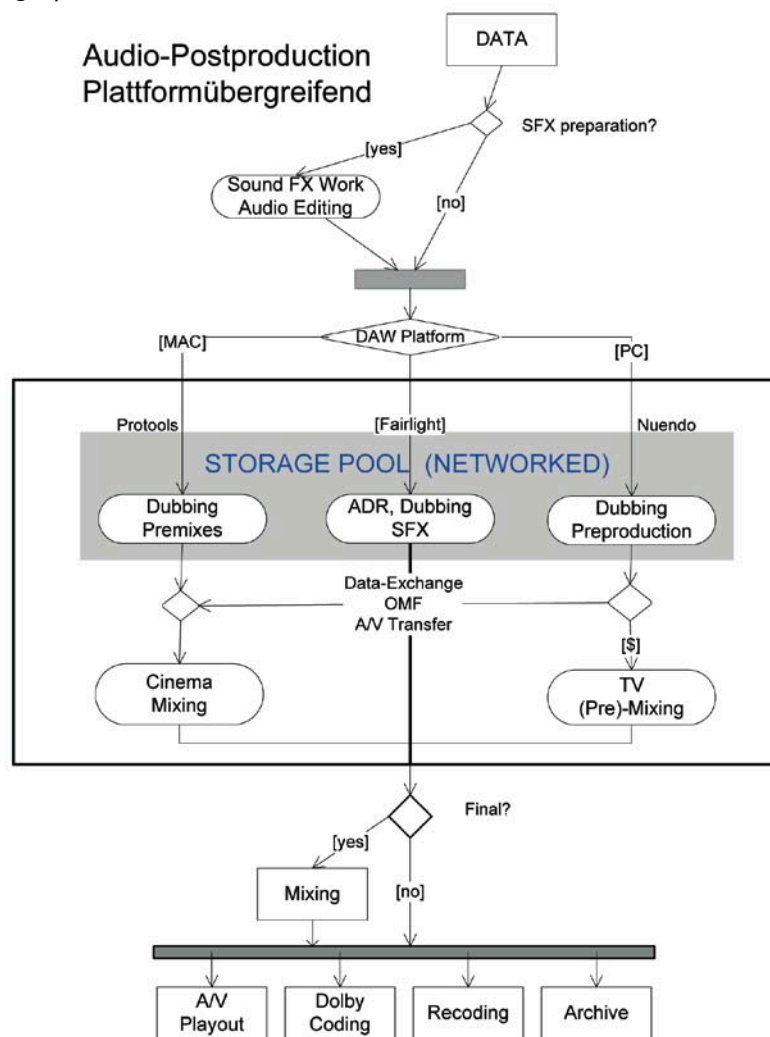 DATA
Audio-Postproduction
Plattformübergreifend
SFX preparation?
[yes]
Sound FX Work
Audio Editing
[no]
DAW Platform
[MAC]
[PC]
Protools
[Fairlight]
Nuendo
STORAGE POOL (NETWORKED)
Dubbing
Premixes
ADR, Dubbing
SFX
Dubbing
Preproduction
Data-Exchange
OMF
A/V Transfer
[$]
Cinema
Mixing
TV
(Pre)-Mixing
Final?
[yes]
Mixing
[no]
A/V
Playout
Dolby
Coding
Recoding
Archive